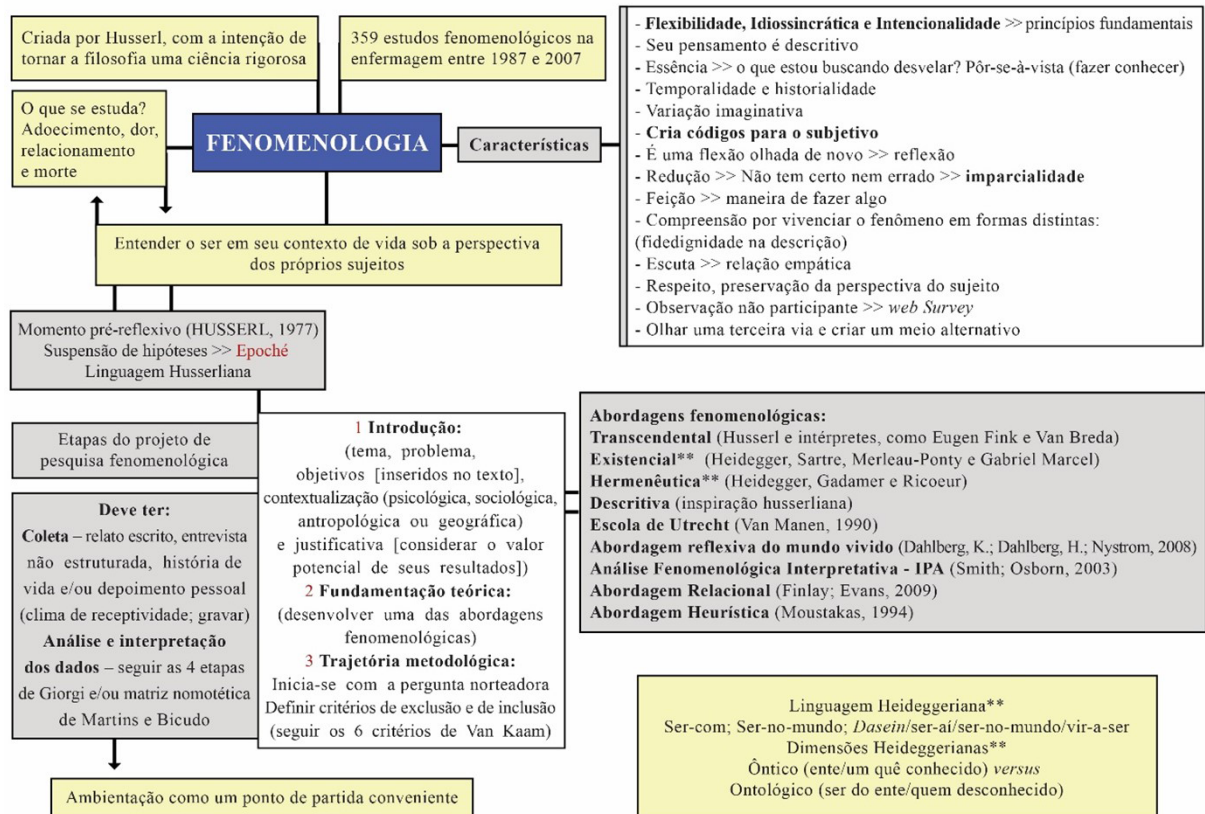 Criada por Husserl, com a intenção de
tornar a filosofia uma ciência rigorosa
359 estudos fenomenológicos na
enfermagem entre 1987 e 2007
O que se estuda?
Adoecimento, dor,
relacionamento
e morte
FENOMENOLOGIA
Características
- Flexibilidade, Idiossincrática e Intencionalidade >> princípios fundamentais
- Seu pensamento é descritivo
- Essência >> o que estou buscando desvelar? Pôr-se-à-vista (fazer conhecer)
- Temporalidade e historialidade
- Variação imaginativa
- Cria códigos para o subjetivo
- É uma flexão olhada de novo >> reflexão
- Redução >> Não tem certo nem errado >> imparcialidade
- Feição >> maneira de fazer algo
- Compreensão por vivenciar o fenômeno em formas distintas:
(fidedignidade na descrição)
- Escuta >> relação empática
- Respeito, preservação da perspectiva do sujeito
- Observação não participante >> web Survey
- Olhar uma terceira via e criar um meio alternativo
Entender o ser em seu contexto de vida sob a perspectiva
dos próprios sujeitos
Momento pré-reflexivo (HUSSERL, 1977)
Suspensão de hipóteses >> Epoché
Linguagem Husserliana
Etapas do projeto de
pesquisa fenomenológica
Deve ter:
Coleta – relato escrito, entrevista
não estruturada, história de
vida e/ou depoimento pessoal
(clima de receptividade; gravar)
Análise e interpretação
dos dados – seguir as 4 etapas
de Giorgi e/ou matriz nomotética
de Martins e Bicudo
1 Introdução:
(tema, problema,
objetivos [inseridos no texto],
contextualização (psicológica, sociológica,
antropológica ou geográfica)
e justificativa [considerar o valor
potencial de seus resultados])
2 Fundamentação teórica:
(desenvolver uma das abordagens
fenomenológicas)
3 Trajetória metodológica:
Inicia-se com a pergunta norteadora
Definir critérios de exclusão e de inclusão
(seguir os 6 critérios de Van Kaam)
Abordagens fenomenológicas:
Transcendental (Husserl e intérpretes, como Eugen Fink e Van Breda)
Existencial** (Heidegger, Sartre, Merleau-Ponty e Gabriel Marcel)
Hermenêutica** (Heidegger, Gadamer e Ricoeur)
Descritiva (inspiração husserliana)
Escola de Utrecht (Van Manen, 1990)
Abordagem reflexiva do mundo vivido (Dahlberg, K.; Dahlberg, H.; Nystrom, 2008)
Análise Fenomenológica Interpretativa - IPA (Smith; Osborn, 2003)
Abordagem Relacional (Finlay; Evans, 2009)
Abordagem Heurística (Moustakas, 1994)
Linguagem Heideggeriana**
Ser-com; Ser-no-mundo; Dasein/ser-aí/ser-no-mundo/vir-a-ser
Dimensões Heideggerianas**
Ôntico (ente/um quê conhecido) versus
Ontológico (ser do ente/quem desconhecido)
Ambientação como um ponto de partida conveniente